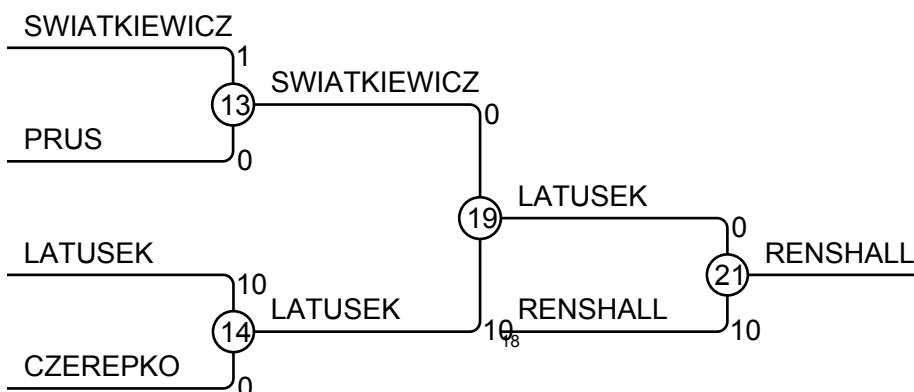 SWIATKIEWICZ
1
13
SWIATKIEWICZ
0
PRUS
0
19
LATUSEK
0
LATUSEK
10
21
RENSHALL
14
LATUSEK
10
18
RENSHALL
10
CZEREPKO
0